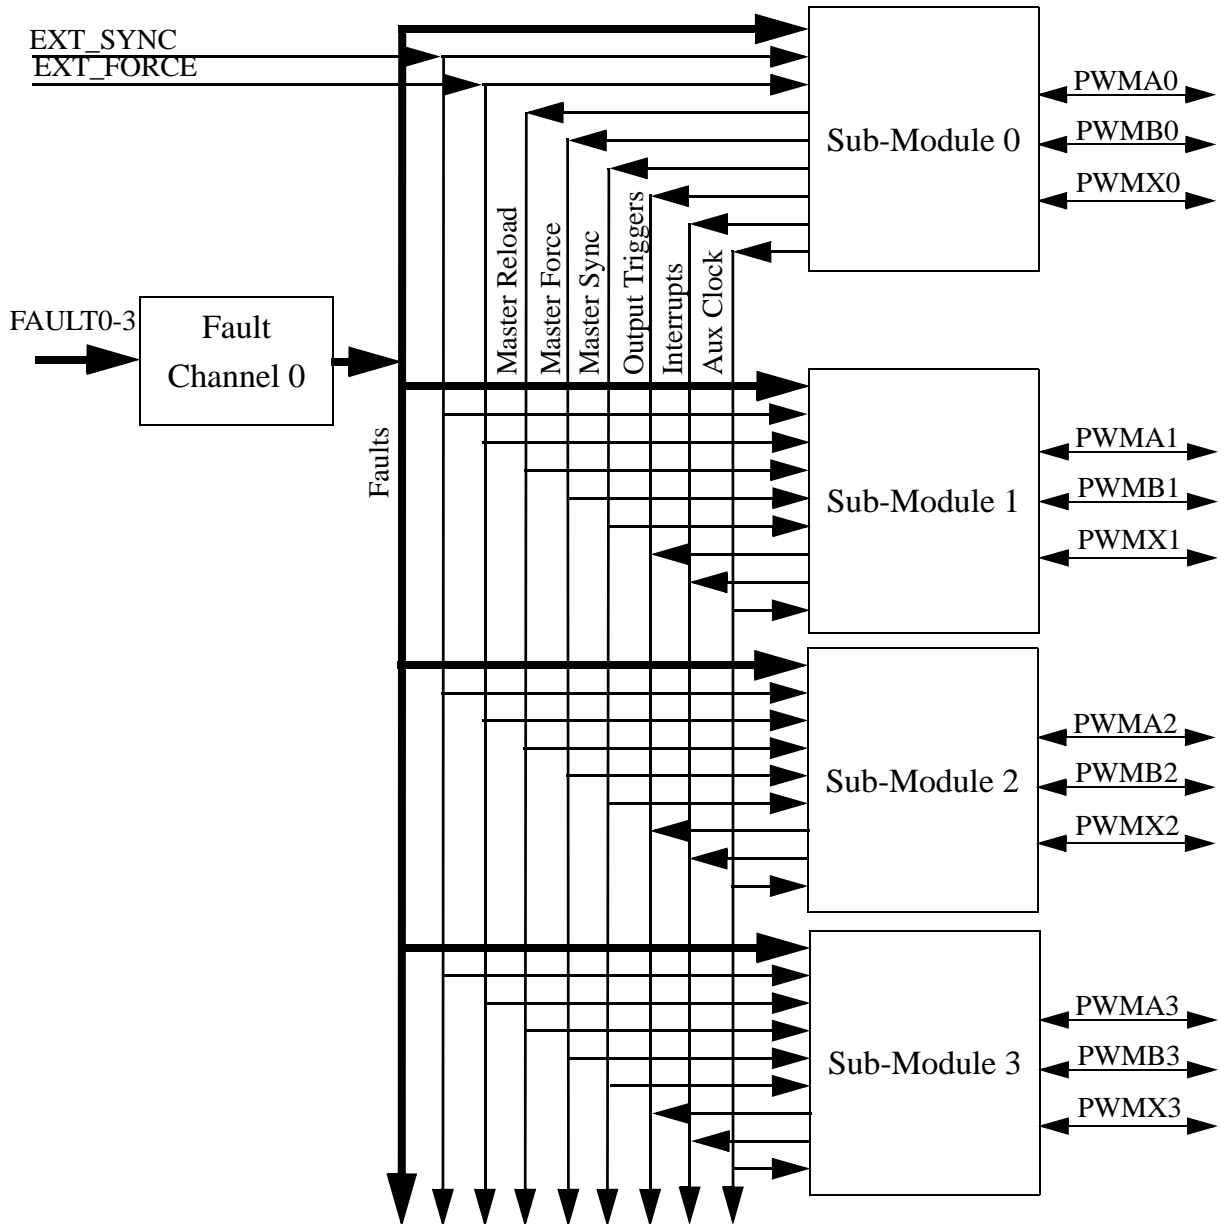 EXT_SYNC
EXT_FORCE
Sub-Module 0
PWMA0
PWMB0
PWMX0
Master Reload
Master Force
Master Sync
Output Triggers
Interrupts
Aux Clock
FAULT0-3
Fault
Channel 0
Faults
Sub-Module 1
PWMA1
PWMB1
PWMX1
Sub-Module 2
PWMA2
PWMB2
PWMX2
Sub-Module 3
PWMA3
PWMB3
PWMX3